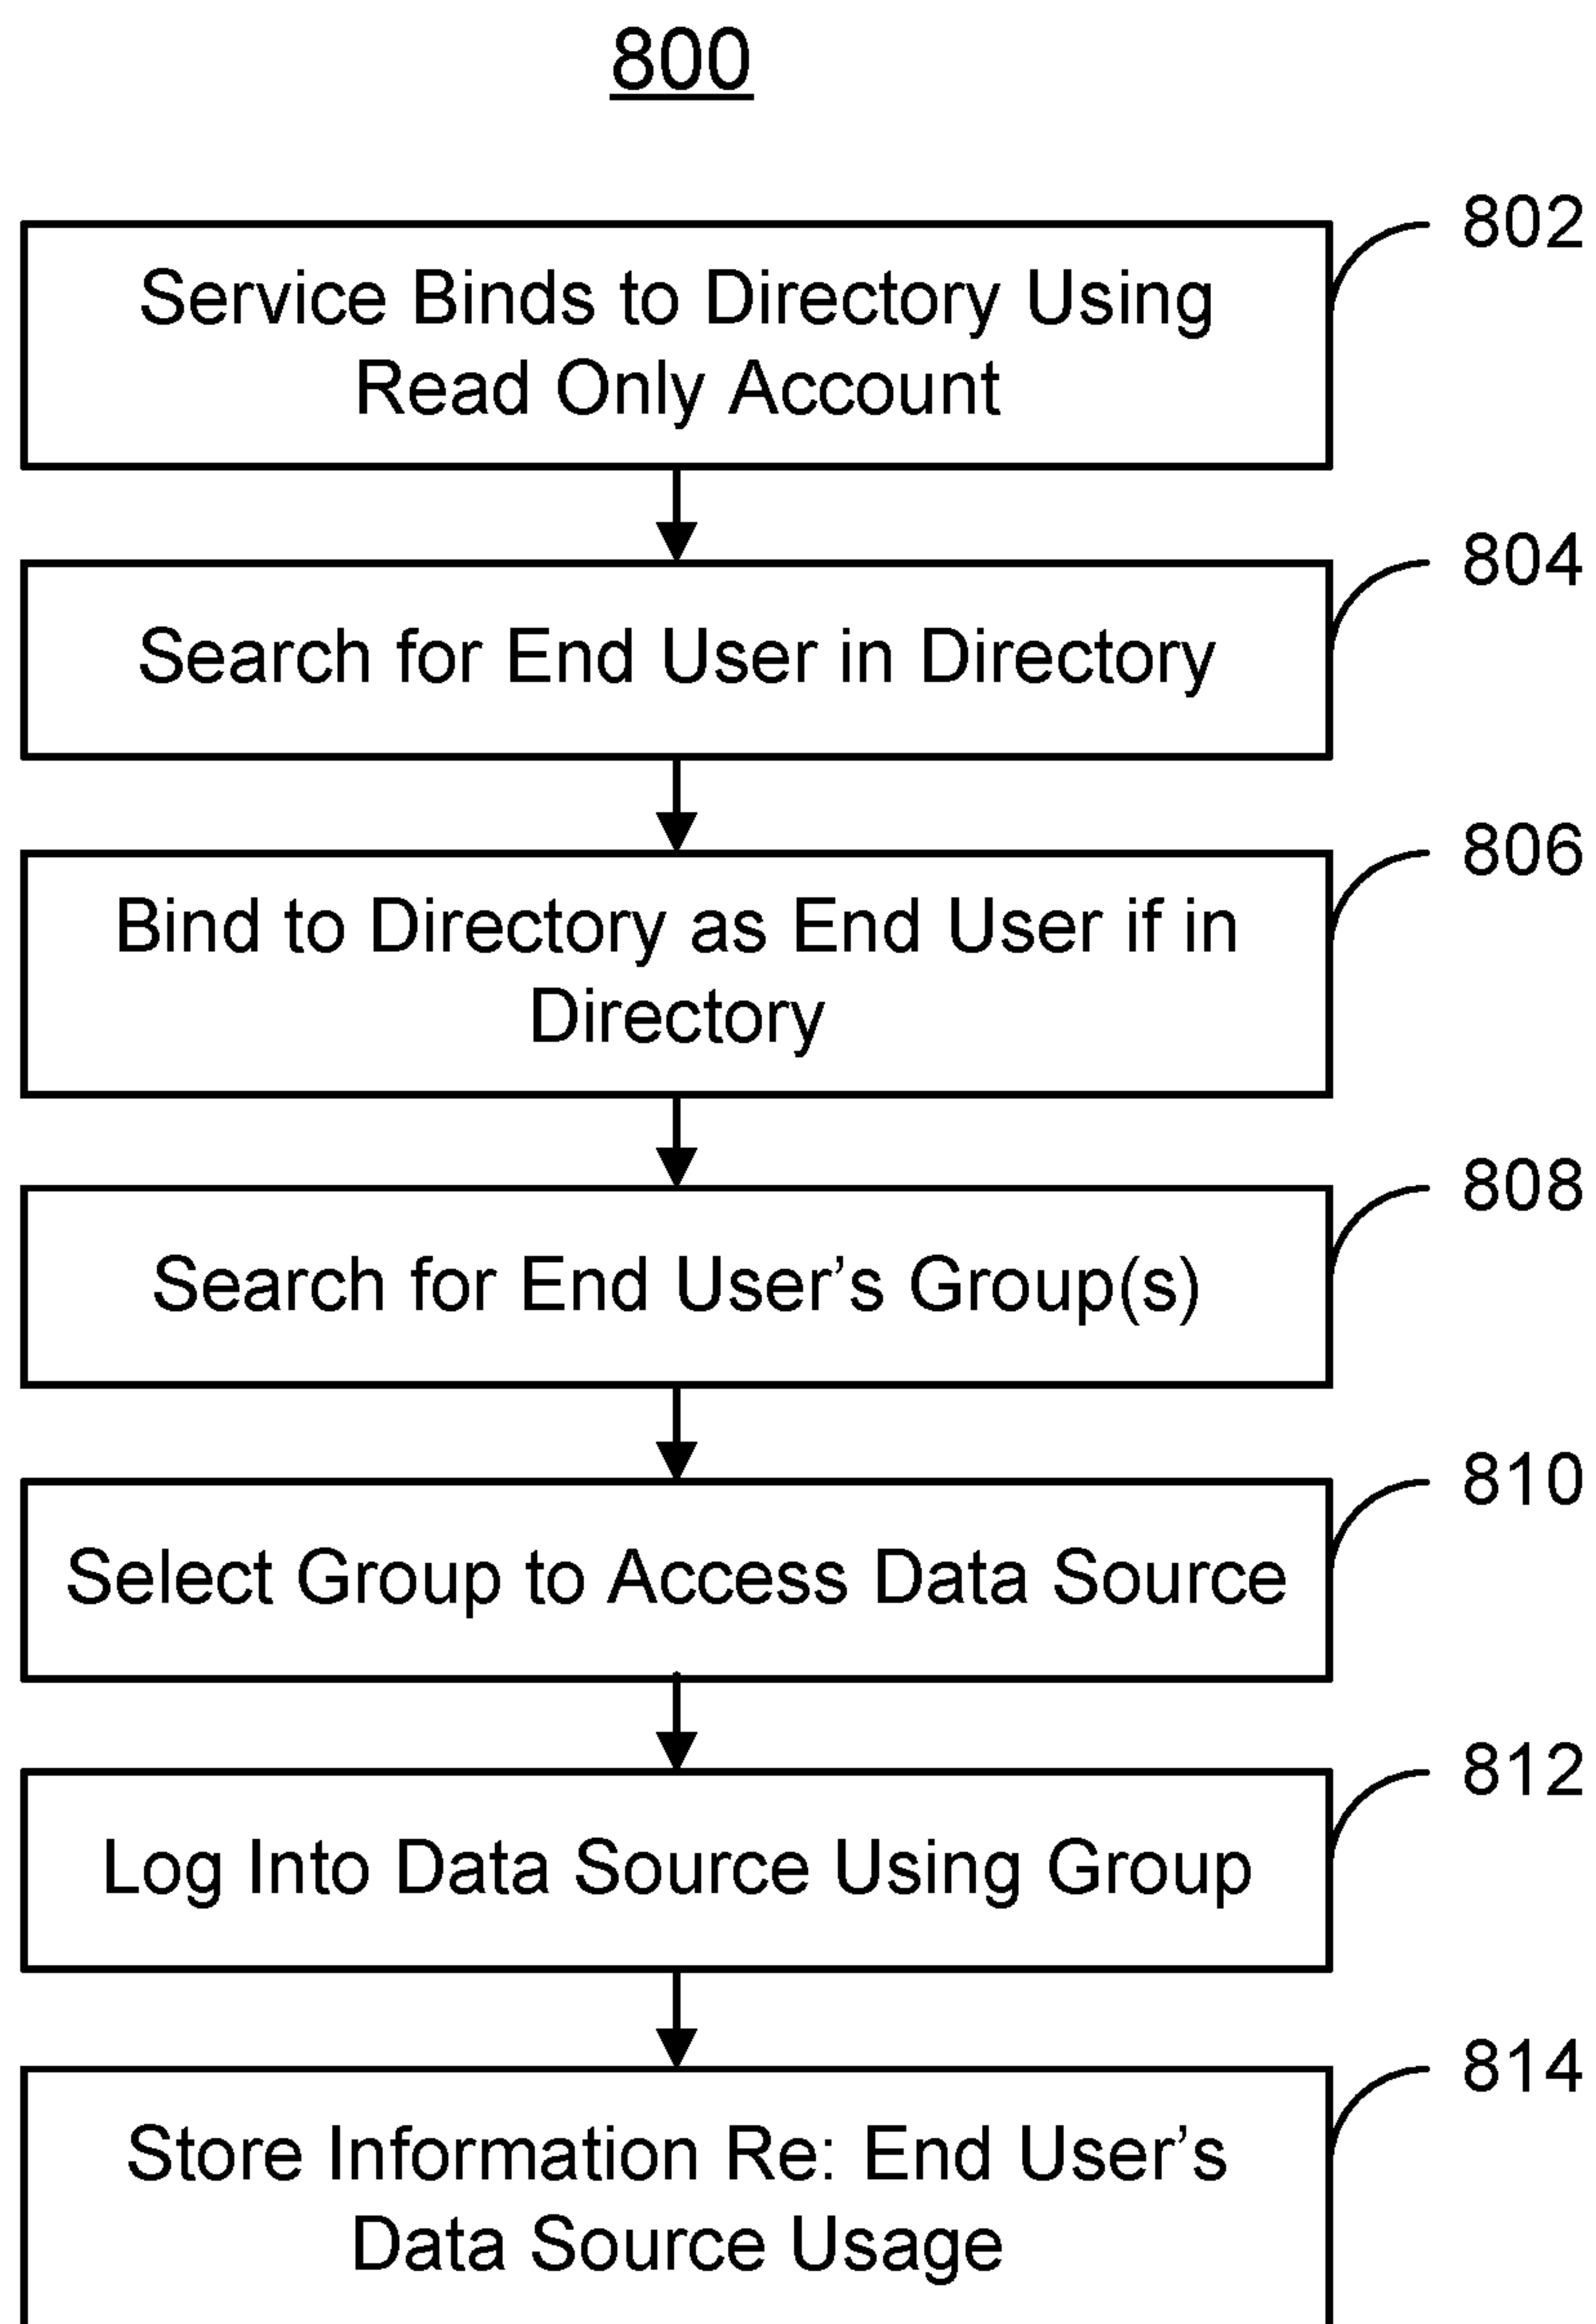 800
802
Service Binds to Directory Using
Read Only Account
804
Search for End User in Directory
806
Bind to Directory as End User if in
Directory
808
Search for End User’s Group(s)
810
Select Group to Access Data Source
812
Log Into Data Source Using Group
814
Store Information Re: End User’s
Data Source Usage